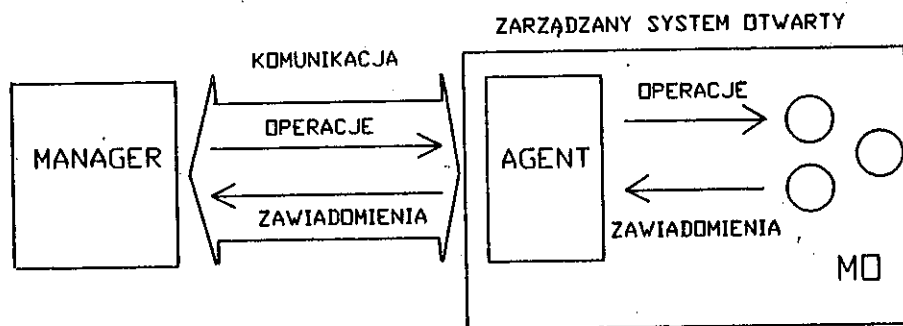 ZARZĄDZANY SYSTEM OTWARTY
KOMUNIKACJA
OPERACJE
OPERACJE
MANAGER
AGENT
ZAWIADOMIENIA
ZAWIADOMIENIA
MO